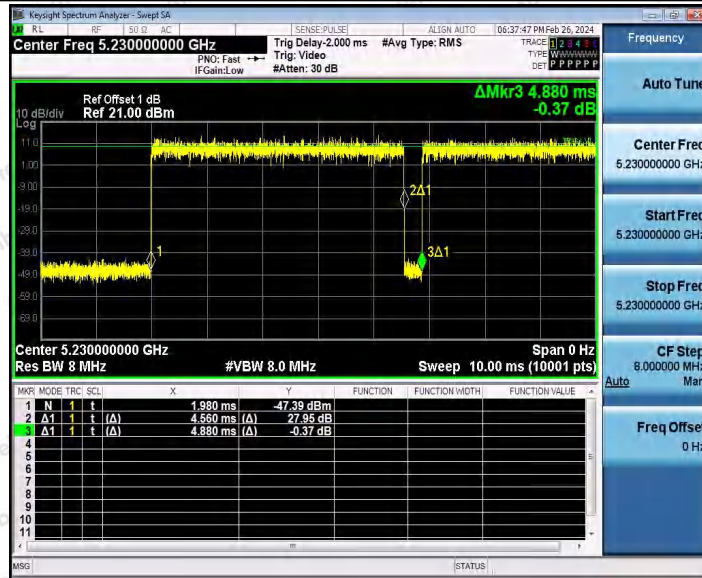 Keysight Spectrum Analyzer - Swept SA
RL RF 50 Ω AC SENSE:PULSE ALIGN AUTO 06:37:47 PM Feb 26, 2024
Center Freq 5.230000000 GHz
PNO: Fast
IFGain:Low
Trig Delay-2.000 ms
Trig: Video
#Atten: 30 dB
#Avg Type: RMS
TRACE 1 2 3 4 5 6
TYPE WWWWWW
DET P P P P P P
Frequency
Auto Tune
Center Freq
5.230000000 GHz
Start Freq
5.230000000 GHz
Stop Freq
5.230000000 GHz
CF Step
8.000000 MHz
Auto Man
Freq Offset
0 Hz
ΔMkr3 4.880 ms
-0.37 dB
Ref Offset 1 dB
10 dB/div Ref 21.00 dBm
Log
11.0
1.00
-9.00
-19.0
-29.0
-39.0
-49.0
-59.0
-69.0
1
2Δ1
3Δ1
Center 5.230000000 GHz Span 0 Hz
Res BW 8 MHz #VBW 8.0 MHz Sweep 10.00 ms (10001 pts)
MKR MODE TRC SCL X Y FUNCTION FUNCTION WIDTH FUNCTION VALUE
1 N 1 t 1.980 ms -47.39 dBm
2 Δ1 1 t (Δ) 4.560 ms (Δ) 27.95 dB
3 Δ1 1 t (Δ) 4.880 ms (Δ) -0.37 dB
4
5
6
7
8
9
10
11
MSG STATUS